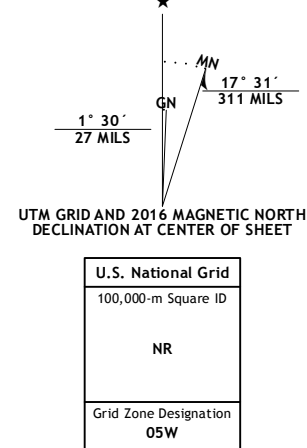 ★
MN
GN
17° 31´
311 MILS
1° 30´
27 MILS
UTM GRID AND 2016 MAGNETIC NORTH
DECLINATION AT CENTER OF SHEET
U.S. National Grid
100,000-m Square ID
NR
Grid Zone Designation
05W